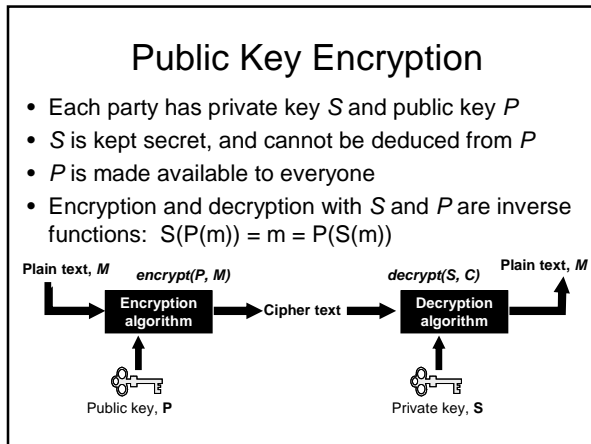 Public Key Encryption
• Each party has private key S and public key P
• S is kept secret, and cannot be deduced from P
• P is made available to everyone
• Encryption and decryption with S and P are inverse
functions: S(P(m)) = m = P(S(m))
Plain text, M
encrypt(P, M)
decrypt(S, C)
Plain text, M
Encryption
algorithm
Cipher text
Decryption
algorithm
Public key, P
Private key, S